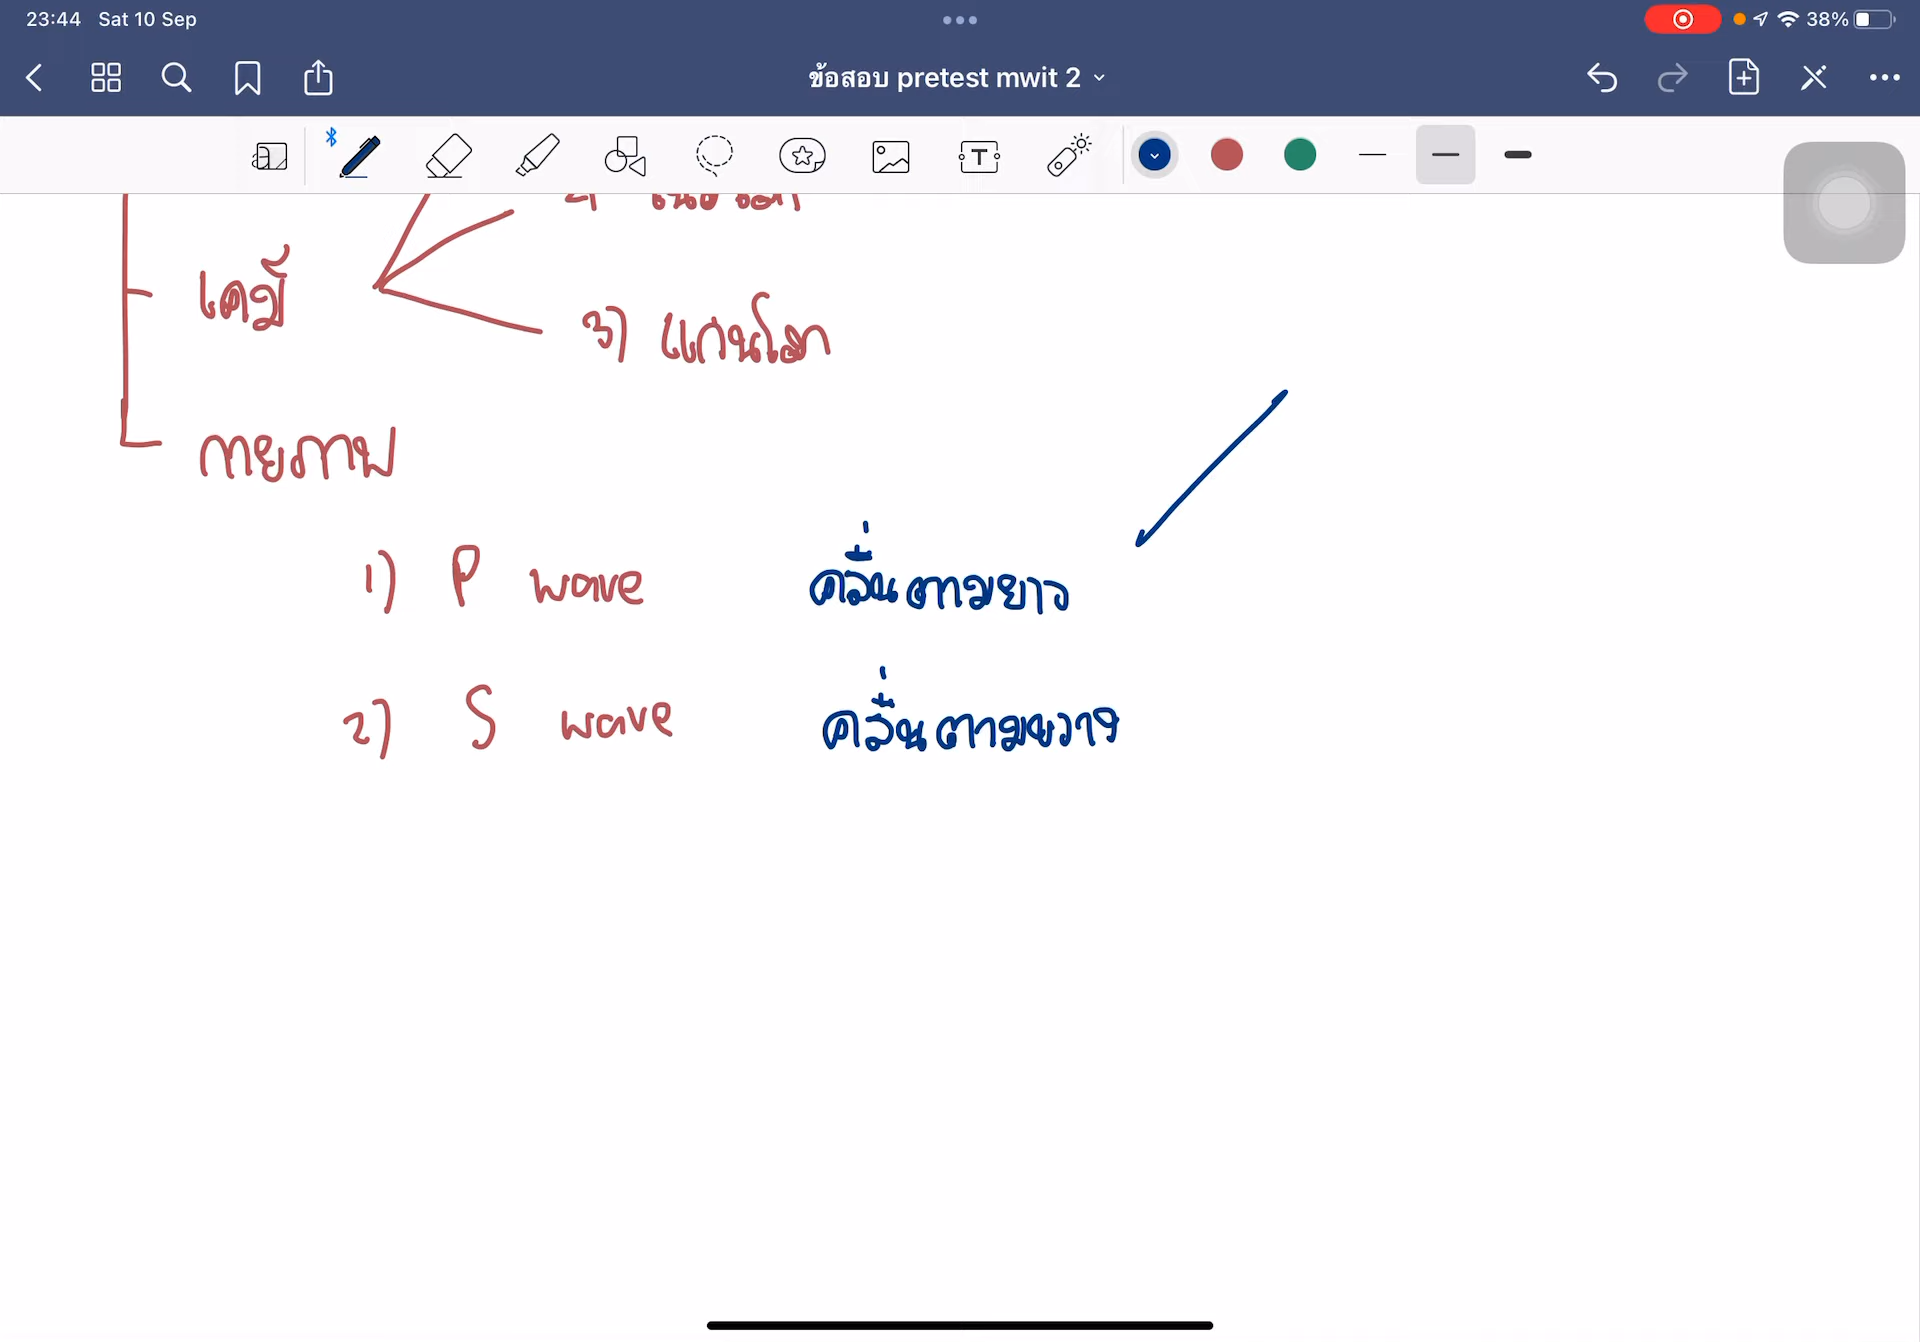 23:44 Sat 10 Sep 38%
ข้อสอบ pretest mwit 2
T
เคมี
3) แก่นโลก
กายภาพ
1) P wave คลื่นตามยาว
2) S wave คลื่นตามขวาง